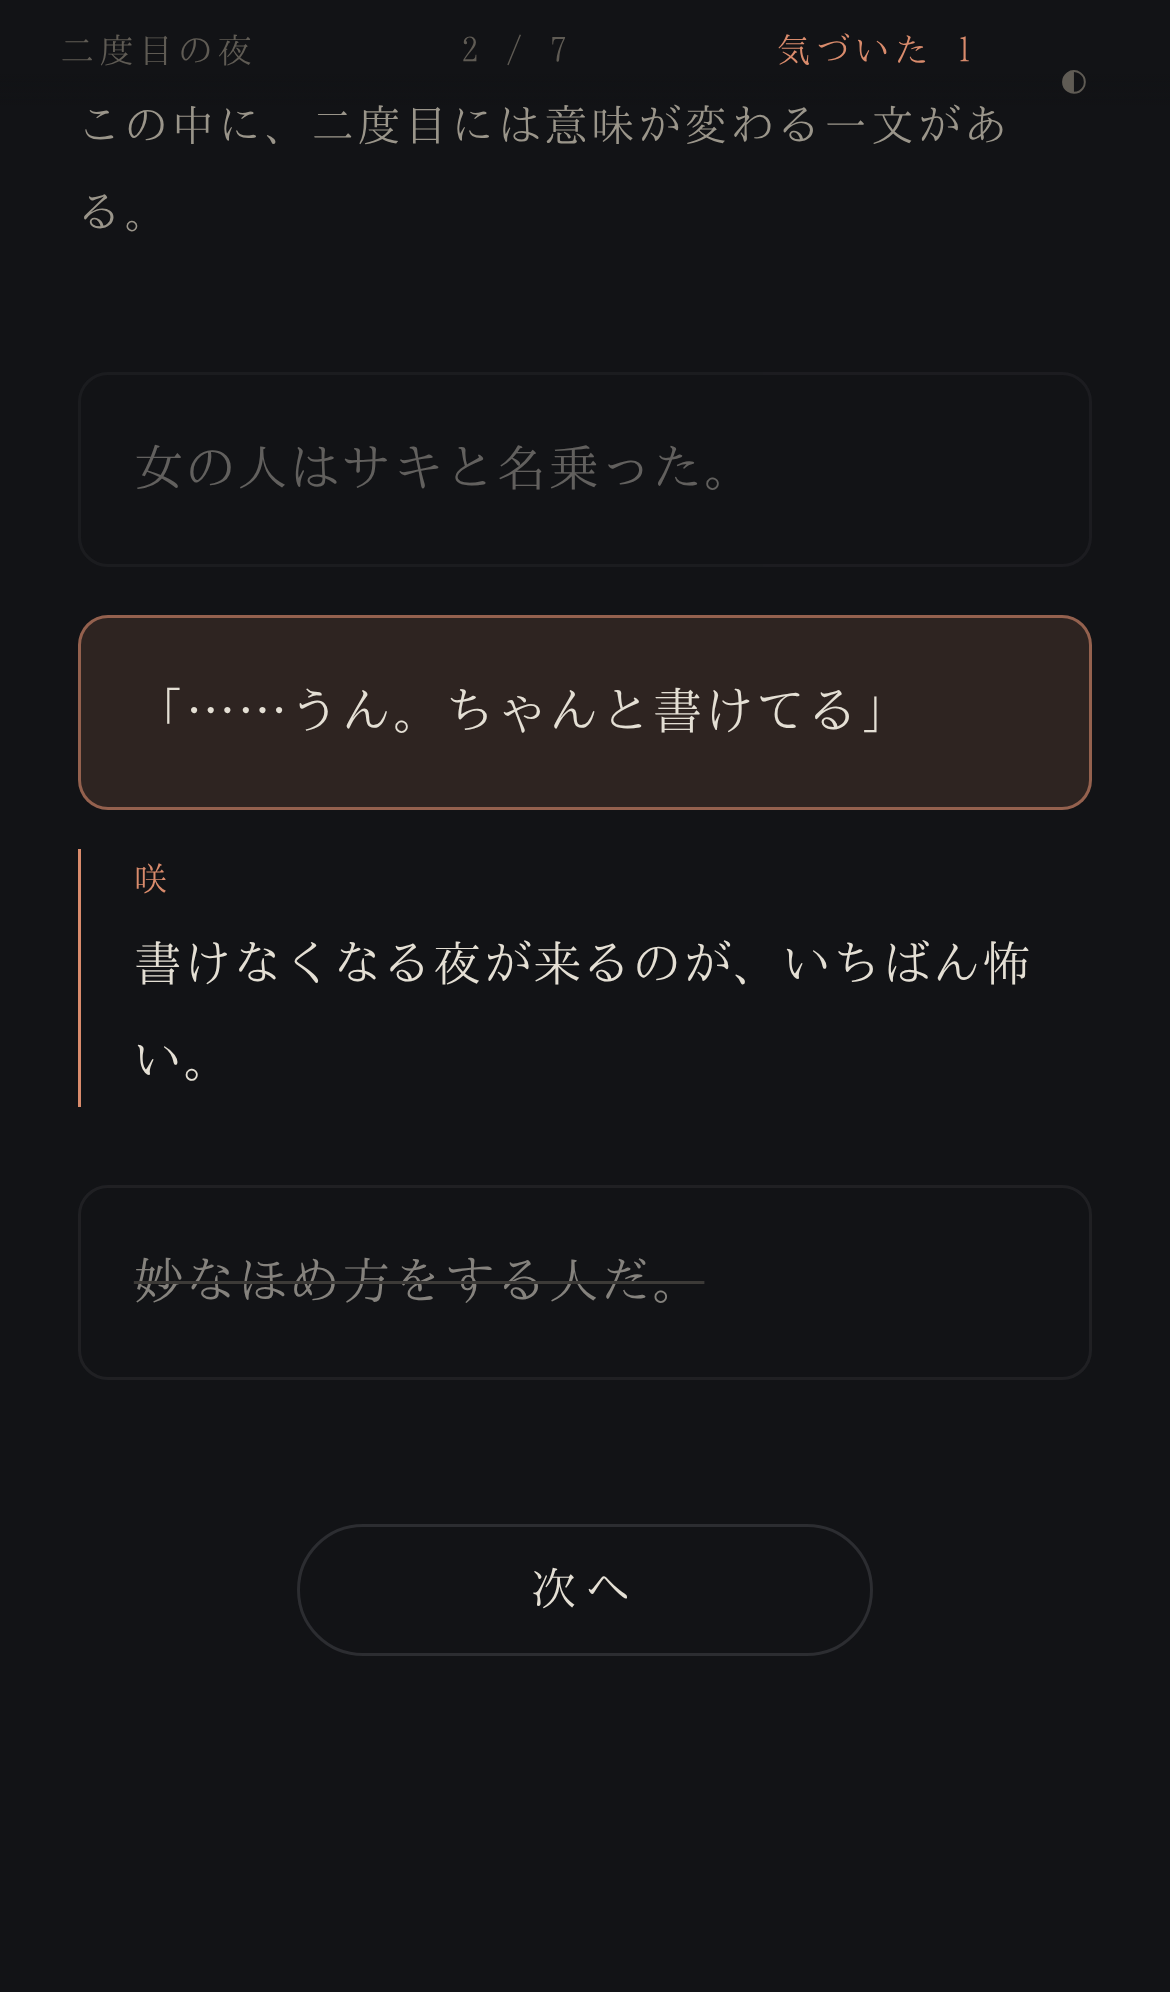 二度目の夜
2 / 7
気づいた 1
この中に、二度目には意味が変わる一文があ
る。
女の人はサキと名乗った。
「……うん。ちゃんと書けてる」
咲
書けなくなる夜が来るのが、いちばん怖
い。
妙なほめ方をする人だ。
次へ